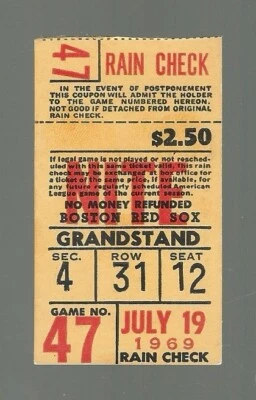 47 RAIN CHECK
IN THE EVENT OF POSTPONEMENT
THIS COUPON WILL ADMIT THE HOLDER
TO THE GAME NUMBERED HEREON.
NOT GOOD IF DETACHED FROM ORIGINAL
RAIN CHECK.
$2.50
If legal game is not played or not resched-
uled with this same ticket valid, this rain
check may be exchanged at box office for
a ticket of the same price, if available, for
any future regularly scheduled American
League game of the current season.
NO MONEY REFUNDED
BOSTON RED SOX
GRANDSTAND
SEC. ROW SEAT
4 31 12
GAME NO. JULY 19
47 1969
RAIN CHECK